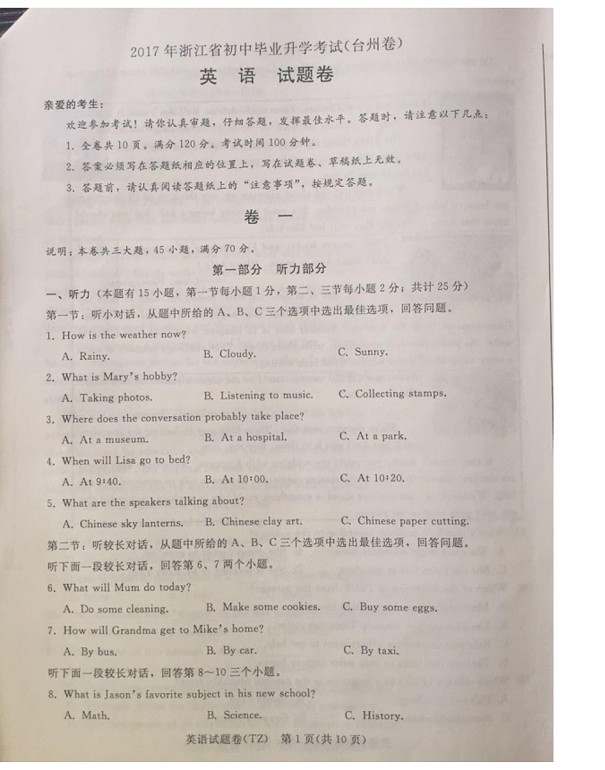 2017 年浙江省初中毕业升学考试(台州卷)
英 语 试题卷
亲爱的考生:
欢迎参加考试! 请你认真审题, 仔细答题, 发挥最佳水平。答题时, 请注意以下几点:
1. 全卷共 10 页。满分 120 分。考试时间 100 分钟。
2. 答案必须写在答题纸相应的位置上, 写在试题卷、草稿纸上无效。
3. 答题前, 请认真阅读答题纸上的“注意事项”, 按规定答题。
卷 一
说明: 本卷共三大题, 45 小题, 满分 70 分。
第一部分 听力部分
一、听力 (本题有 15 小题, 第一节每小题 1 分, 第二、三节每小题 2 分; 共计 25 分)
第一节: 听小对话, 从题中所给的 A、B、C 三个选项中选出最佳选项, 回答问题。
1. How is the weather now?
A. Rainy. B. Cloudy. C. Sunny.
2. What is Mary's hobby?
A. Taking photos. B. Listening to music. C. Collecting stamps.
3. Where does the conversation probably take place?
A. At a museum. B. At a hospital. C. At a park.
4. When will Lisa go to bed?
A. At 9:40. B. At 10:00. C. At 10:20.
5. What are the speakers talking about?
A. Chinese sky lanterns. B. Chinese clay art. C. Chinese paper cutting.
第二节: 听较长对话, 从题中所给的 A、B、C 三个选项中选出最佳选项, 回答问题。
听下面一段较长对话, 回答第 6、7 两个小题。
6. What will Mum do today?
A. Do some cleaning. B. Make some cookies. C. Buy some eggs.
7. How will Grandma get to Mike's home?
A. By bus. B. By car. C. By taxi.
听下面一段较长对话, 回答第 8~10 三个小题。
8. What is Jason's favorite subject in his new school?
A. Math. B. Science. C. History.
英语试题卷(TZ) 第 1 页(共 10 页)